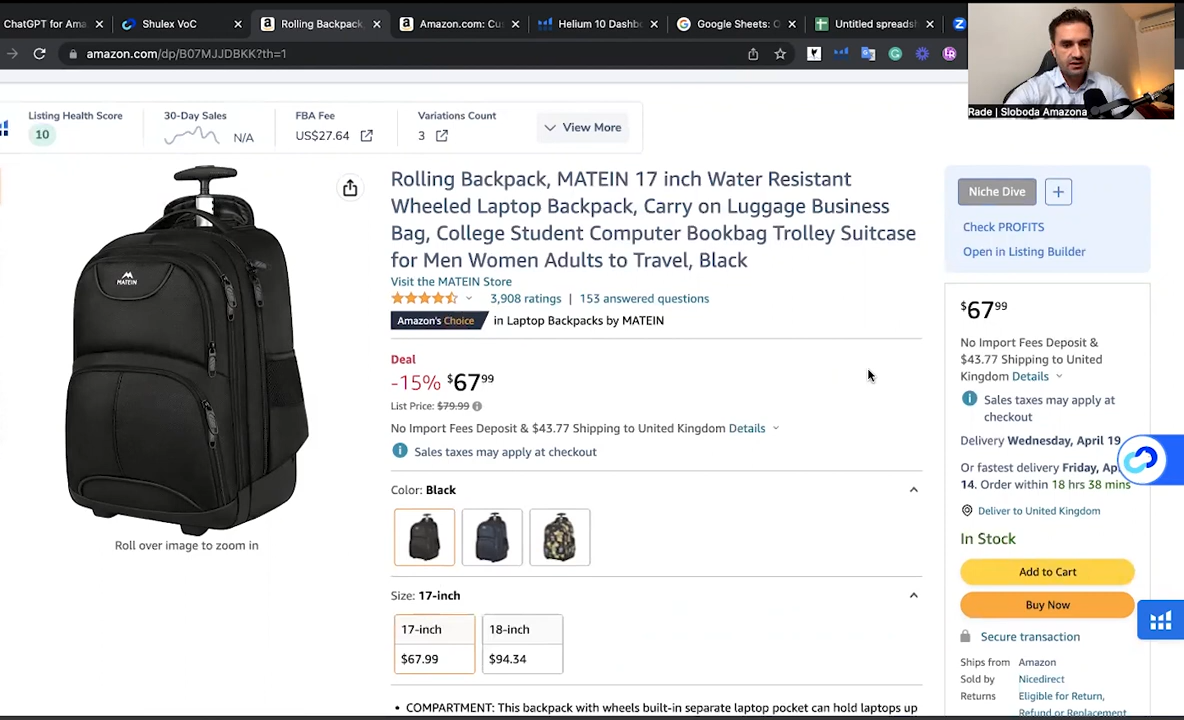 ChatGPT for Ama
Shulex VoC
Rolling Backpack,
Amazon.com: Cu
Helium 10 Dashb
Google Sheets: O
Untitled spreads
amazon.com/dp/B07MJJDBKK?th=1
Rade | Sloboda Amazona
Listing Health Score
10
30-Day Sales
N/A
FBA Fee
US$27.64
Variations Count
3
View More
MATEIN
Roll over image to zoom in
Rolling Backpack, MATEIN 17 inch Water Resistant
Wheeled Laptop Backpack, Carry on Luggage Business
Bag, College Student Computer Bookbag Trolley Suitcase
for Men Women Adults to Travel, Black
Visit the MATEIN Store
3,908 ratings | 153 answered questions
Amazon's Choice in Laptop Backpacks by MATEIN
Deal
-15% $67.99
List Price: $79.99
No Import Fees Deposit & $43.77 Shipping to United Kingdom Details
Sales taxes may apply at checkout
Color: Black
Size: 17-inch
17-inch
$67.99
18-inch
$94.34
• COMPARTMENT: This backpack with wheels built-in separate laptop pocket can hold laptops up
Niche Dive
+
Check PROFITS
Open in Listing Builder
$67.99
No Import Fees Deposit &
$43.77 Shipping to United
Kingdom Details
Sales taxes may apply at
checkout
Delivery Wednesday, April 19
Or fastest delivery Friday, Ap
14. Order within 18 hrs 38 mins
Deliver to United Kingdom
In Stock
Add to Cart
Buy Now
Secure transaction
Ships from Amazon
Sold by Nicedirect
Returns Eligible for Return,
Refund or Replacement